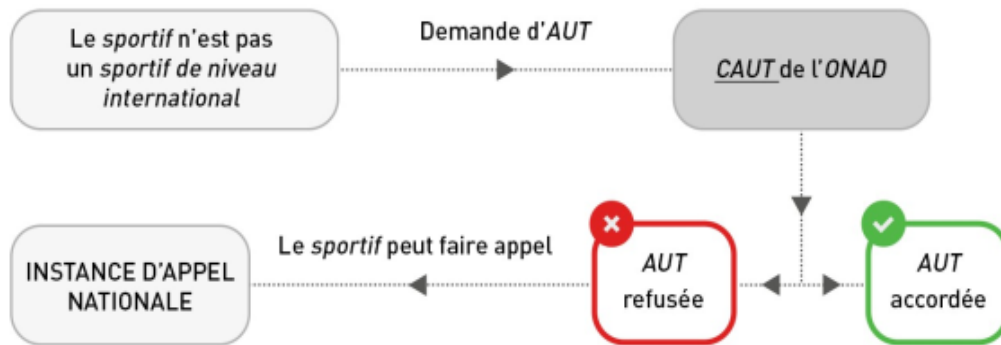 Le sportif n'est pas
un sportif de niveau
international
Demande d'AUT
CAUT de l'ONAD
INSTANCE D'APPEL
NATIONALE
Le sportif peut faire appel
AUT
refusée
AUT
accordée